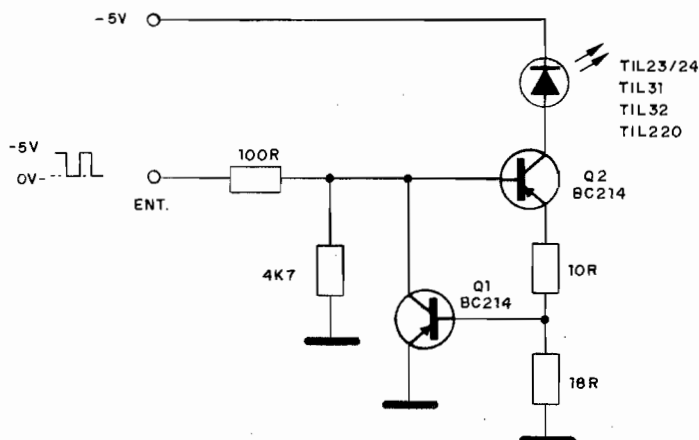 -5V
TIL23/24
TIL31
TIL32
TIL220
-5V
0V-
ENT.
100R
Q2
BC214
4K7
Q1
BC214
10R
18R